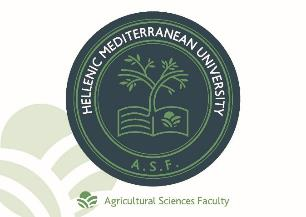 HELLENIC MEDITERRANEAN UNIVERSITY
A.S.F.
Agricultural Sciences Faculty